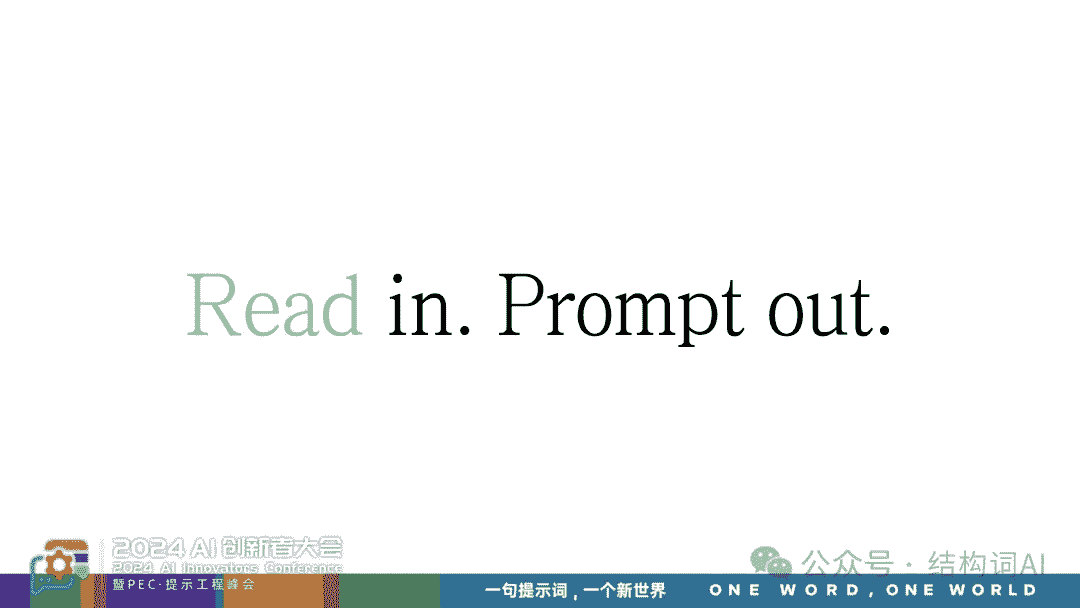 Read in. Prompt out.
2024 AI 创新者大会
2024 AI Innovators Conference
暨PEC·提示工程峰会
一句提示词，一个新世界
ONE WORD, ONE WORLD
公众号·结构词AI